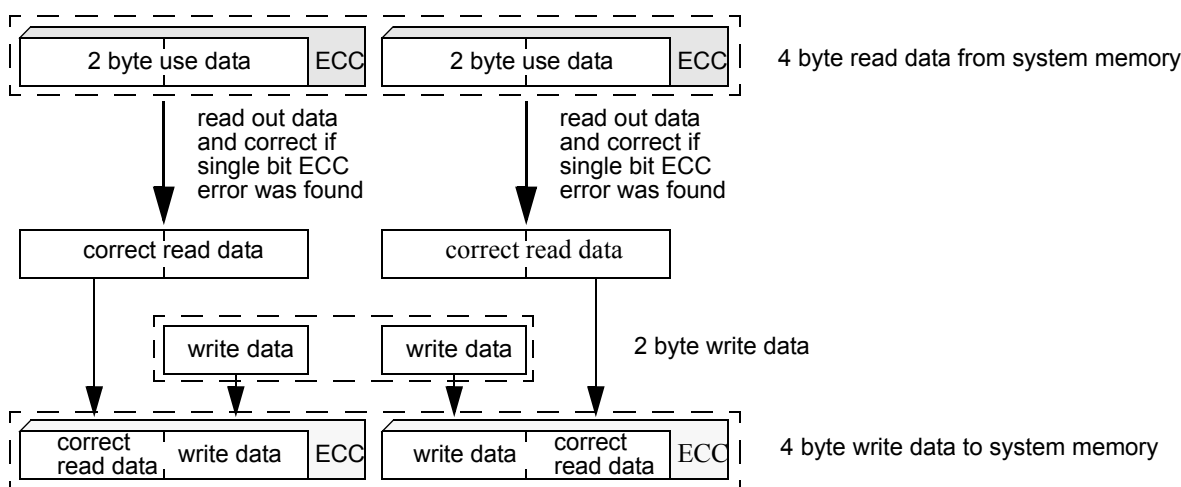 2 byte use data ECC 2 byte use data ECC 4 byte read data from system memory
read out data read out data
and correct if and correct if
single bit ECC single bit ECC
error was found error was found
correct read data correct read data
write data write data 2 byte write data
correct read data write data ECC write data correct read data ECC 4 byte write data to system memory